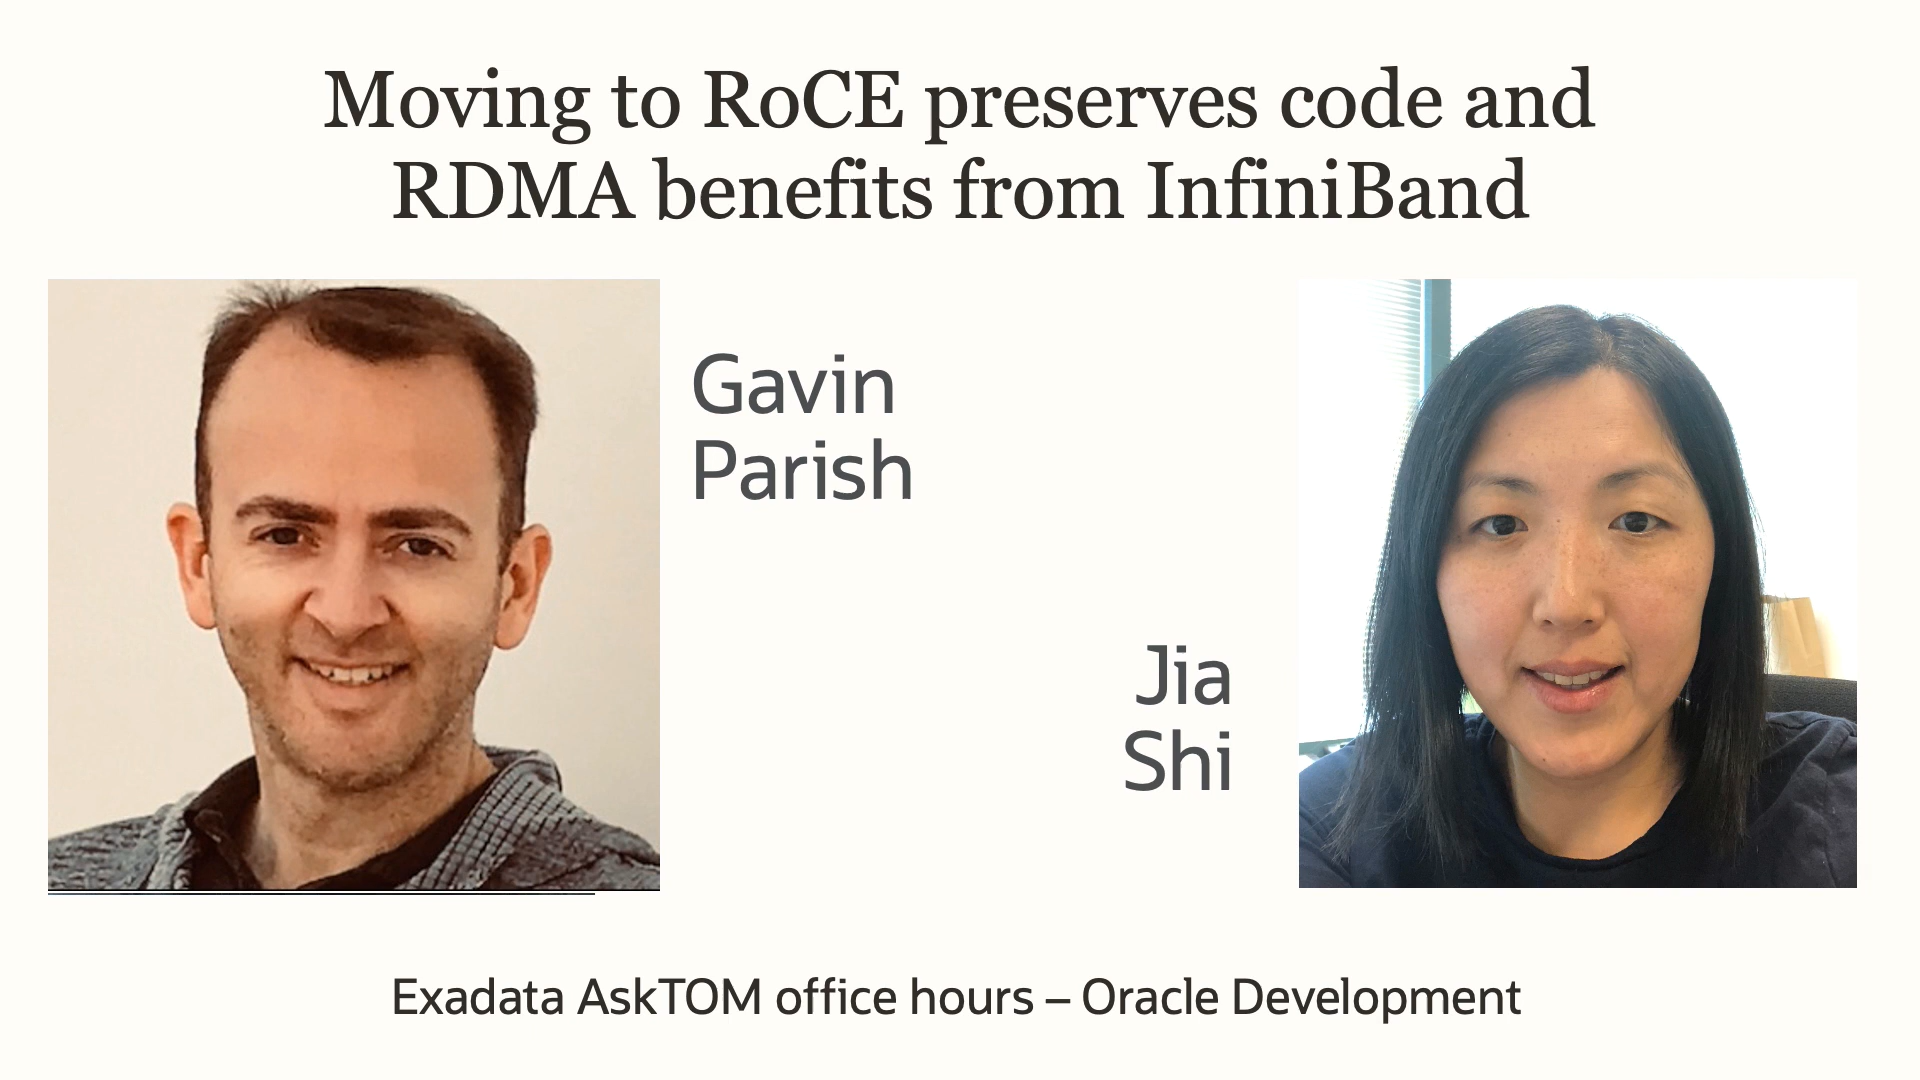 Moving to RoCE preserves code and
RDMA benefits from InfiniBand
Gavin
Parish
Jia
Shi
Exadata AskTOM office hours – Oracle Development